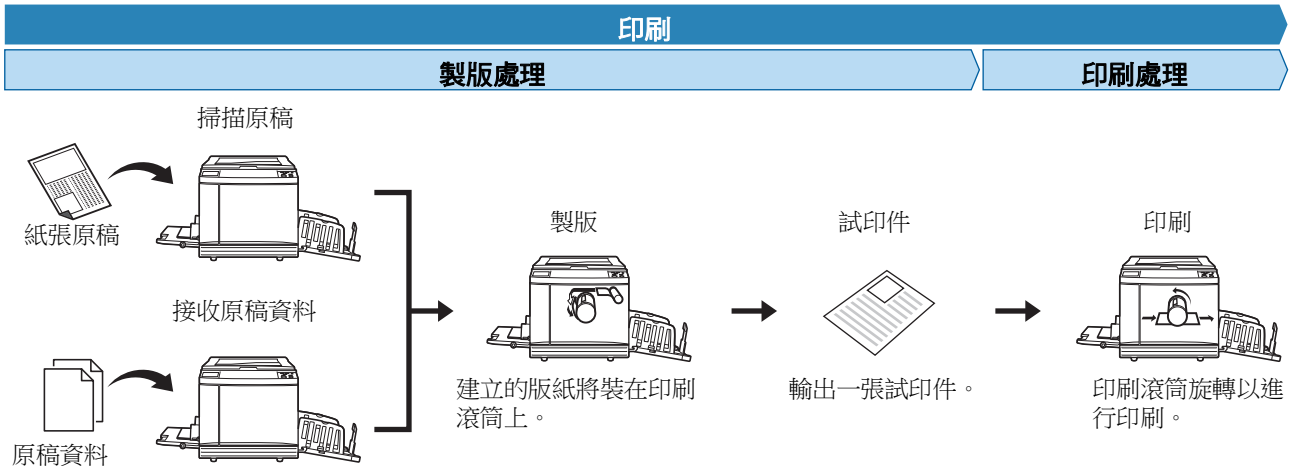 印刷
製版處理
印刷處理
掃描原稿
紙張原稿
接收原稿資料
原稿資料
製版
建立的版紙將裝在印刷
滾筒上。
試印件
輸出一張試印件。
印刷
印刷滾筒旋轉以進
行印刷。